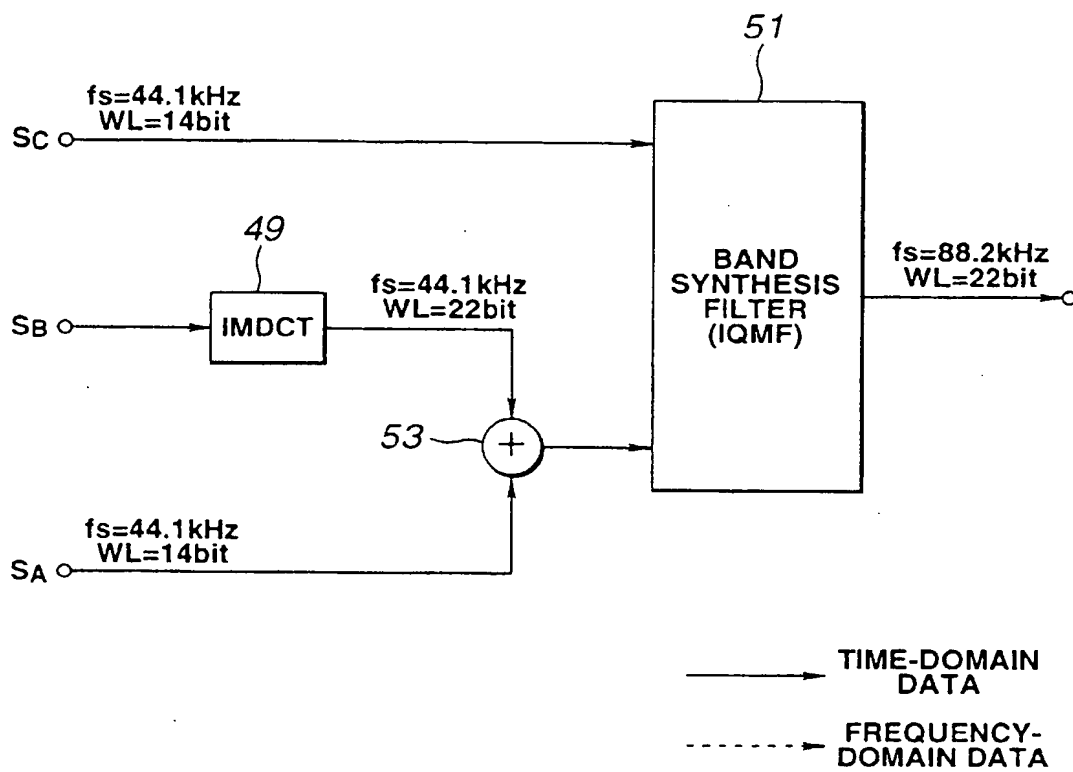 51
fs=44.1kHz
WL=14bit
SC
49
fs=44.1kHz
WL=22bit
SB
IMDCT
BAND
SYNTHESIS
FILTER
(IQMF)
fs=88.2kHz
WL=22bit
53
+
fs=44.1kHz
WL=14bit
SA
TIME-DOMAIN
DATA
FREQUENCY-
DOMAIN DATA